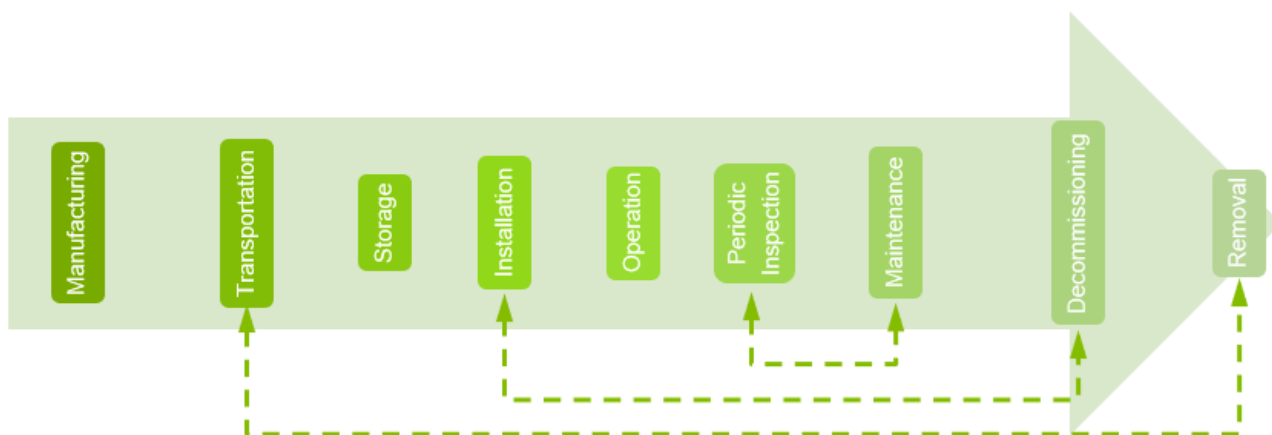 Manufacturing
Transportation
Storage
Installation
Operation
Periodic
Inspection
Maintenance
Decommissioning
Removal